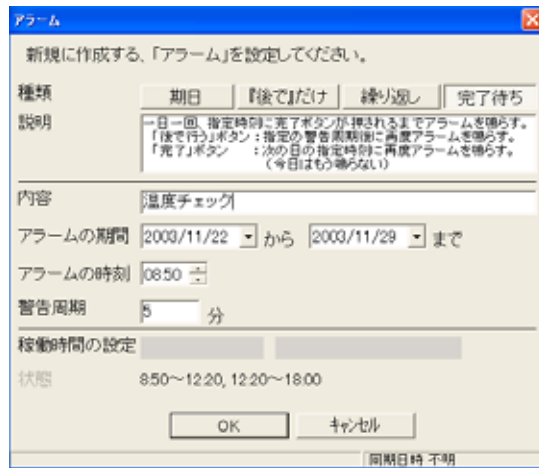 アラーム
新規に作成する、「アラーム」を設定してください。
種類 期日 『後で』だけ 繰り返し 完了待ち
説明 一日一回、指定時刻に完了ボタンが押されるまでアラームを鳴らす。
「後で行う」ボタン：指定の警告周期後に再度アラームを鳴らす。
「完了」ボタン ：次の日の指定時刻に再度アラームを鳴らす。
（今日はもう鳴らない）
内容 温度チェック
アラームの期間 2003/11/22 から 2003/11/29 まで
アラームの時刻 08:50
警告周期 5 分
稼働時間の設定
状態 8:50～12:20, 12:20～18:00
OK キャンセル
同期日時 不明